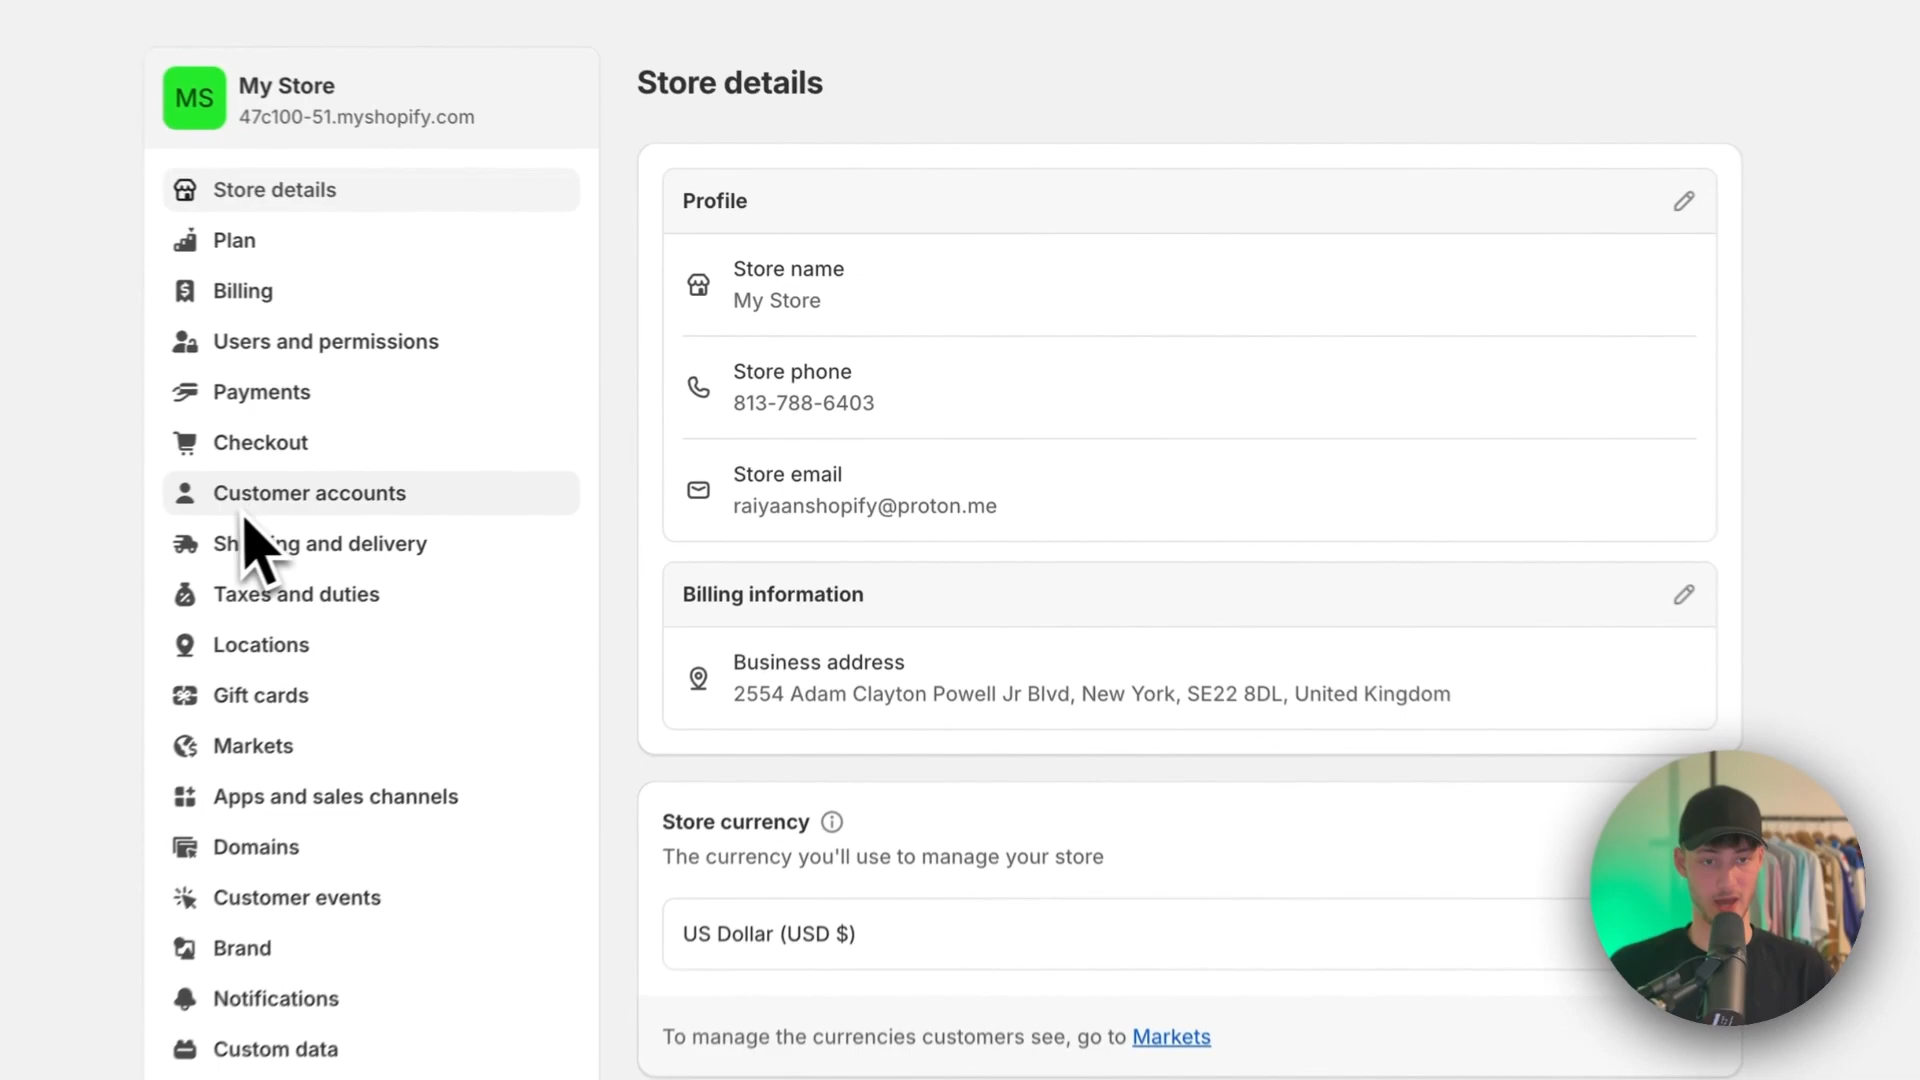 MS
My Store
47c100-51.myshopify.com
Store details
Plan
Billing
Users and permissions
Payments
Checkout
Customer accounts
Shipping and delivery
Taxes and duties
Locations
Gift cards
Markets
Apps and sales channels
Domains
Customer events
Brand
Notifications
Custom data
Store details
Profile
Store name
My Store
Store phone
813-788-6403
Store email
raiyaanshopify@proton.me
Billing information
Business address
2554 Adam Clayton Powell Jr Blvd, New York, SE22 8DL, United Kingdom
Store currency
The currency you'll use to manage your store
US Dollar (USD $)
To manage the currencies customers see, go to Markets